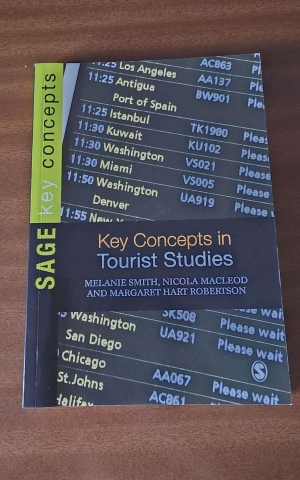 SAGE key concepts
Los Angeles AC863
11:25 Antigua AA137
Port of Spain BW901
11:25 Istanbul
11:30 Kuwait TK1980 Please
11:30 Washington KU102 Please
11:30 Miami VS021 Please
11:50 Washington VS005 Please
Denver UA919 Please
11:55 New
Key Concepts in
Tourist Studies
MELANIE SMITH, NICOLA MACLEOD
AND MARGARET HART ROBERTSON
Washington SK508
San Diego UA921 Please wait
Chicago Please wait
St.Johns AA067
Halifax AC861 Please wait
S